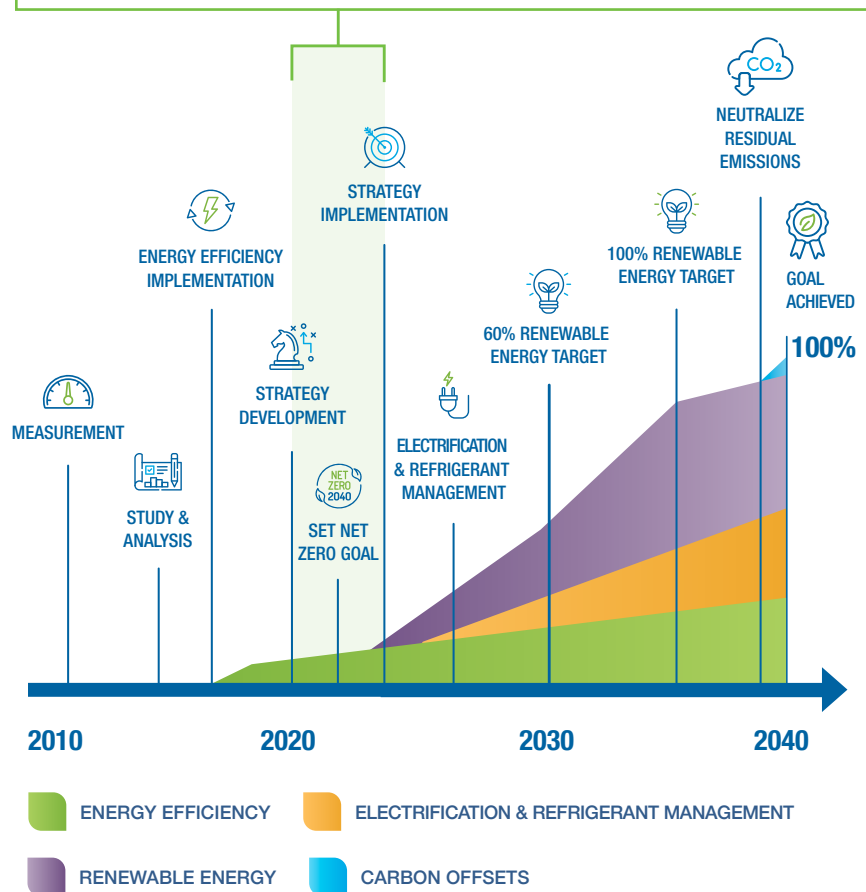 CO2
NEUTRALIZE
RESIDUAL
EMISSIONS
STRATEGY
IMPLEMENTATION
ENERGY EFFICIENCY
IMPLEMENTATION
100% RENEWABLE
ENERGY TARGET
GOAL
ACHIEVED
100%
60% RENEWABLE
ENERGY TARGET
STRATEGY
DEVELOPMENT
MEASUREMENT
ELECTRIFICATION
& REFRIGERANT
MANAGEMENT
NET
ZERO
2040
SET NET
ZERO GOAL
STUDY &
ANALYSIS
2010
2020
2030
2040
ENERGY EFFICIENCY
ELECTRIFICATION & REFRIGERANT MANAGEMENT
RENEWABLE ENERGY
CARBON OFFSETS